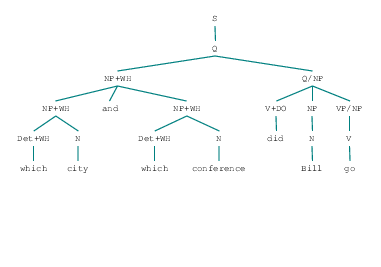 S
Q
NP+WH Q/NP
NP+WH and NP+WH V+DO NP VP/NP
Det+WH N Det+WH N did N V
which city which conference Bill go